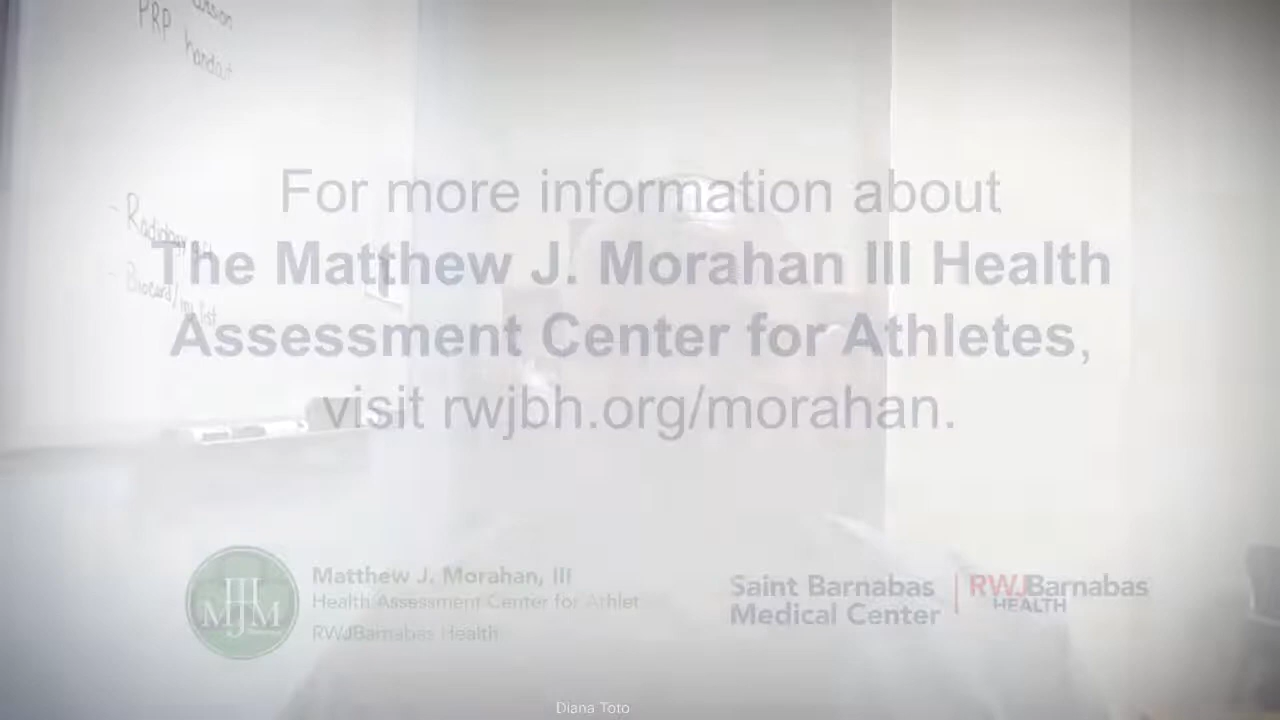 PRP
handout
For more information about
The Matthew J. Morahan III Health
Assessment Center for Athletes,
visit rwjbh.org/morahan.
MJM
Matthew J. Morahan, III
Health Assessment Center for Athlet
RWJBarnabas Health
Saint Barnabas
Medical Center
RWJBarnabas
HEALTH
Diana Toto